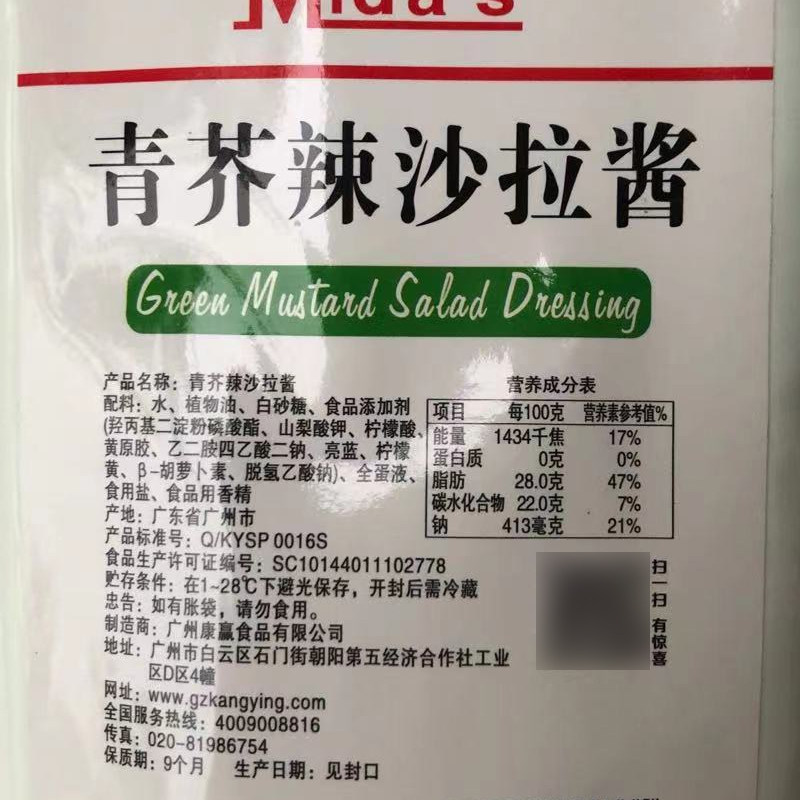 Mida's
青芥辣沙拉酱
Green Mustard Salad Dressing
产品名称：青芥辣沙拉酱
配料：水、植物油、白砂糖、食品添加剂
(羟丙基二淀粉磷酸酯、山梨酸钾、柠檬酸、
黄原胶、乙二胺四乙酸二钠、亮蓝、柠檬
黄、β-胡萝卜素、脱氢乙酸钠)、全蛋液、
食用盐、食品用香精
产地：广东省广州市
产品标准号：Q/KYSP 0016S
食品生产许可证编号：SC10144011102778
贮存条件：在1~28℃下避光保存，开封后需冷藏
忠告：如有胀袋，请勿食用。
制造商：广州康赢食品有限公司
地址：广州市白云区石门街朝阳第五经济合作社工业
区D区4幢
网址：www.gzkangying.com
全国服务热线：4009008816
传真：020-81986754
保质期：9个月 生产日期：见封口
营养成分表
项目 每100克 营养素参考值%
能量 1434千焦 17%
蛋白质 0克 0%
脂肪 28.0克 47%
碳水化合物 22.0克 7%
钠 413毫克 21%
扫一扫 有惊喜